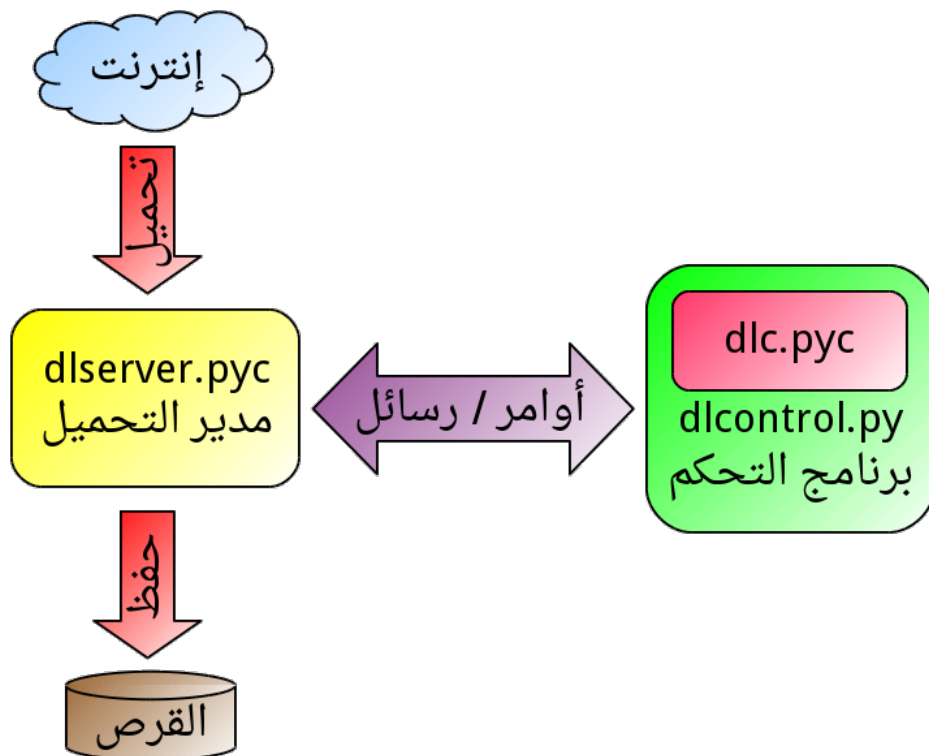 إنترنت
تحميل
dlserver.pyc
مدير التحميل
أوامر / رسائل
dlc.pyc
dlcontrol.py
برنامج التحكم
حفظ
القرص